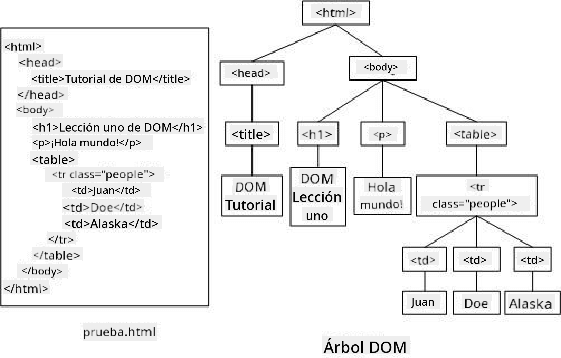 <html>
<head>
<title>Tutorial de DOM</title>
</head>
<body>
<h1>Lección uno de DOM</h1>
<p>¡Hola mundo!</p>
<table>
<tr class="people">
<td>Juan</td>
<td>Doe</td>
<td>Alaska</td>
</tr>
</table>
</body>
</html>
prueba.html
<html>
<head>
<body>
<title>
<h1>
<p>
<table>
DOM
Tutorial
DOM
Lección
uno
Hola
mundo!
<tr
class="people">
<td>
<td>
<td>
Juan
Doe
Alaska
Árbol DOM